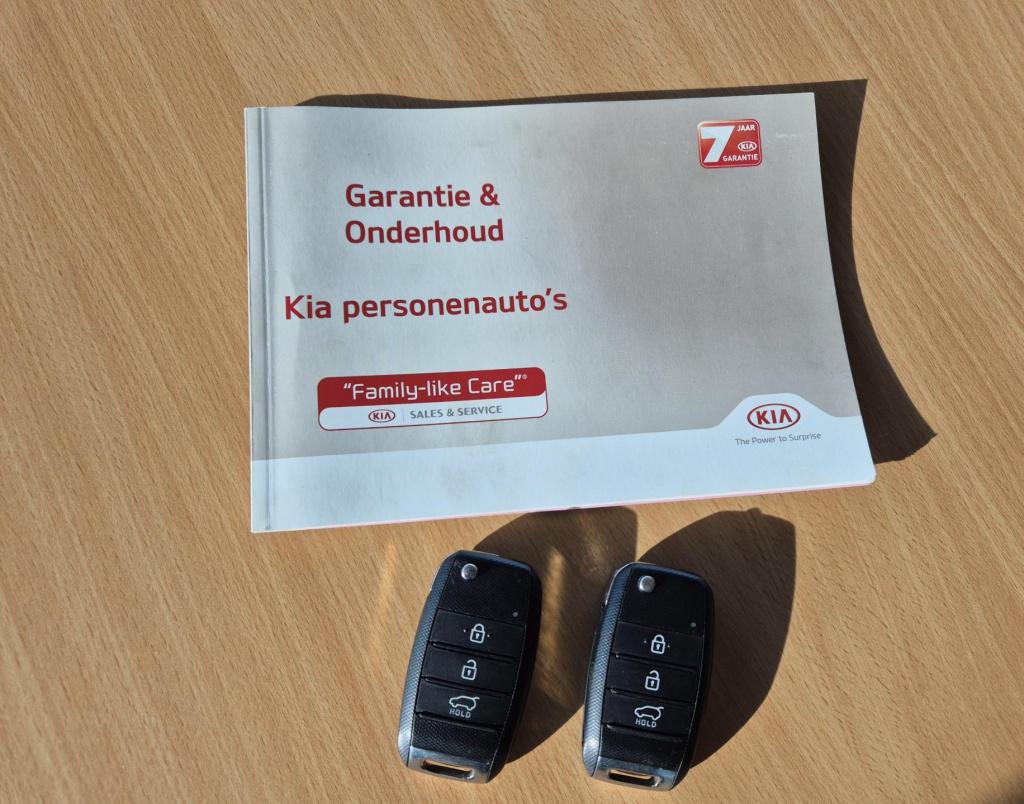 7 JAAR
KIA
GARANTIE
Garantie &
Onderhoud
Kia personenauto's
"Family-like Care"®
KIA SALES & SERVICE
KIA
The Power to Surprise
HOLD
HOLD